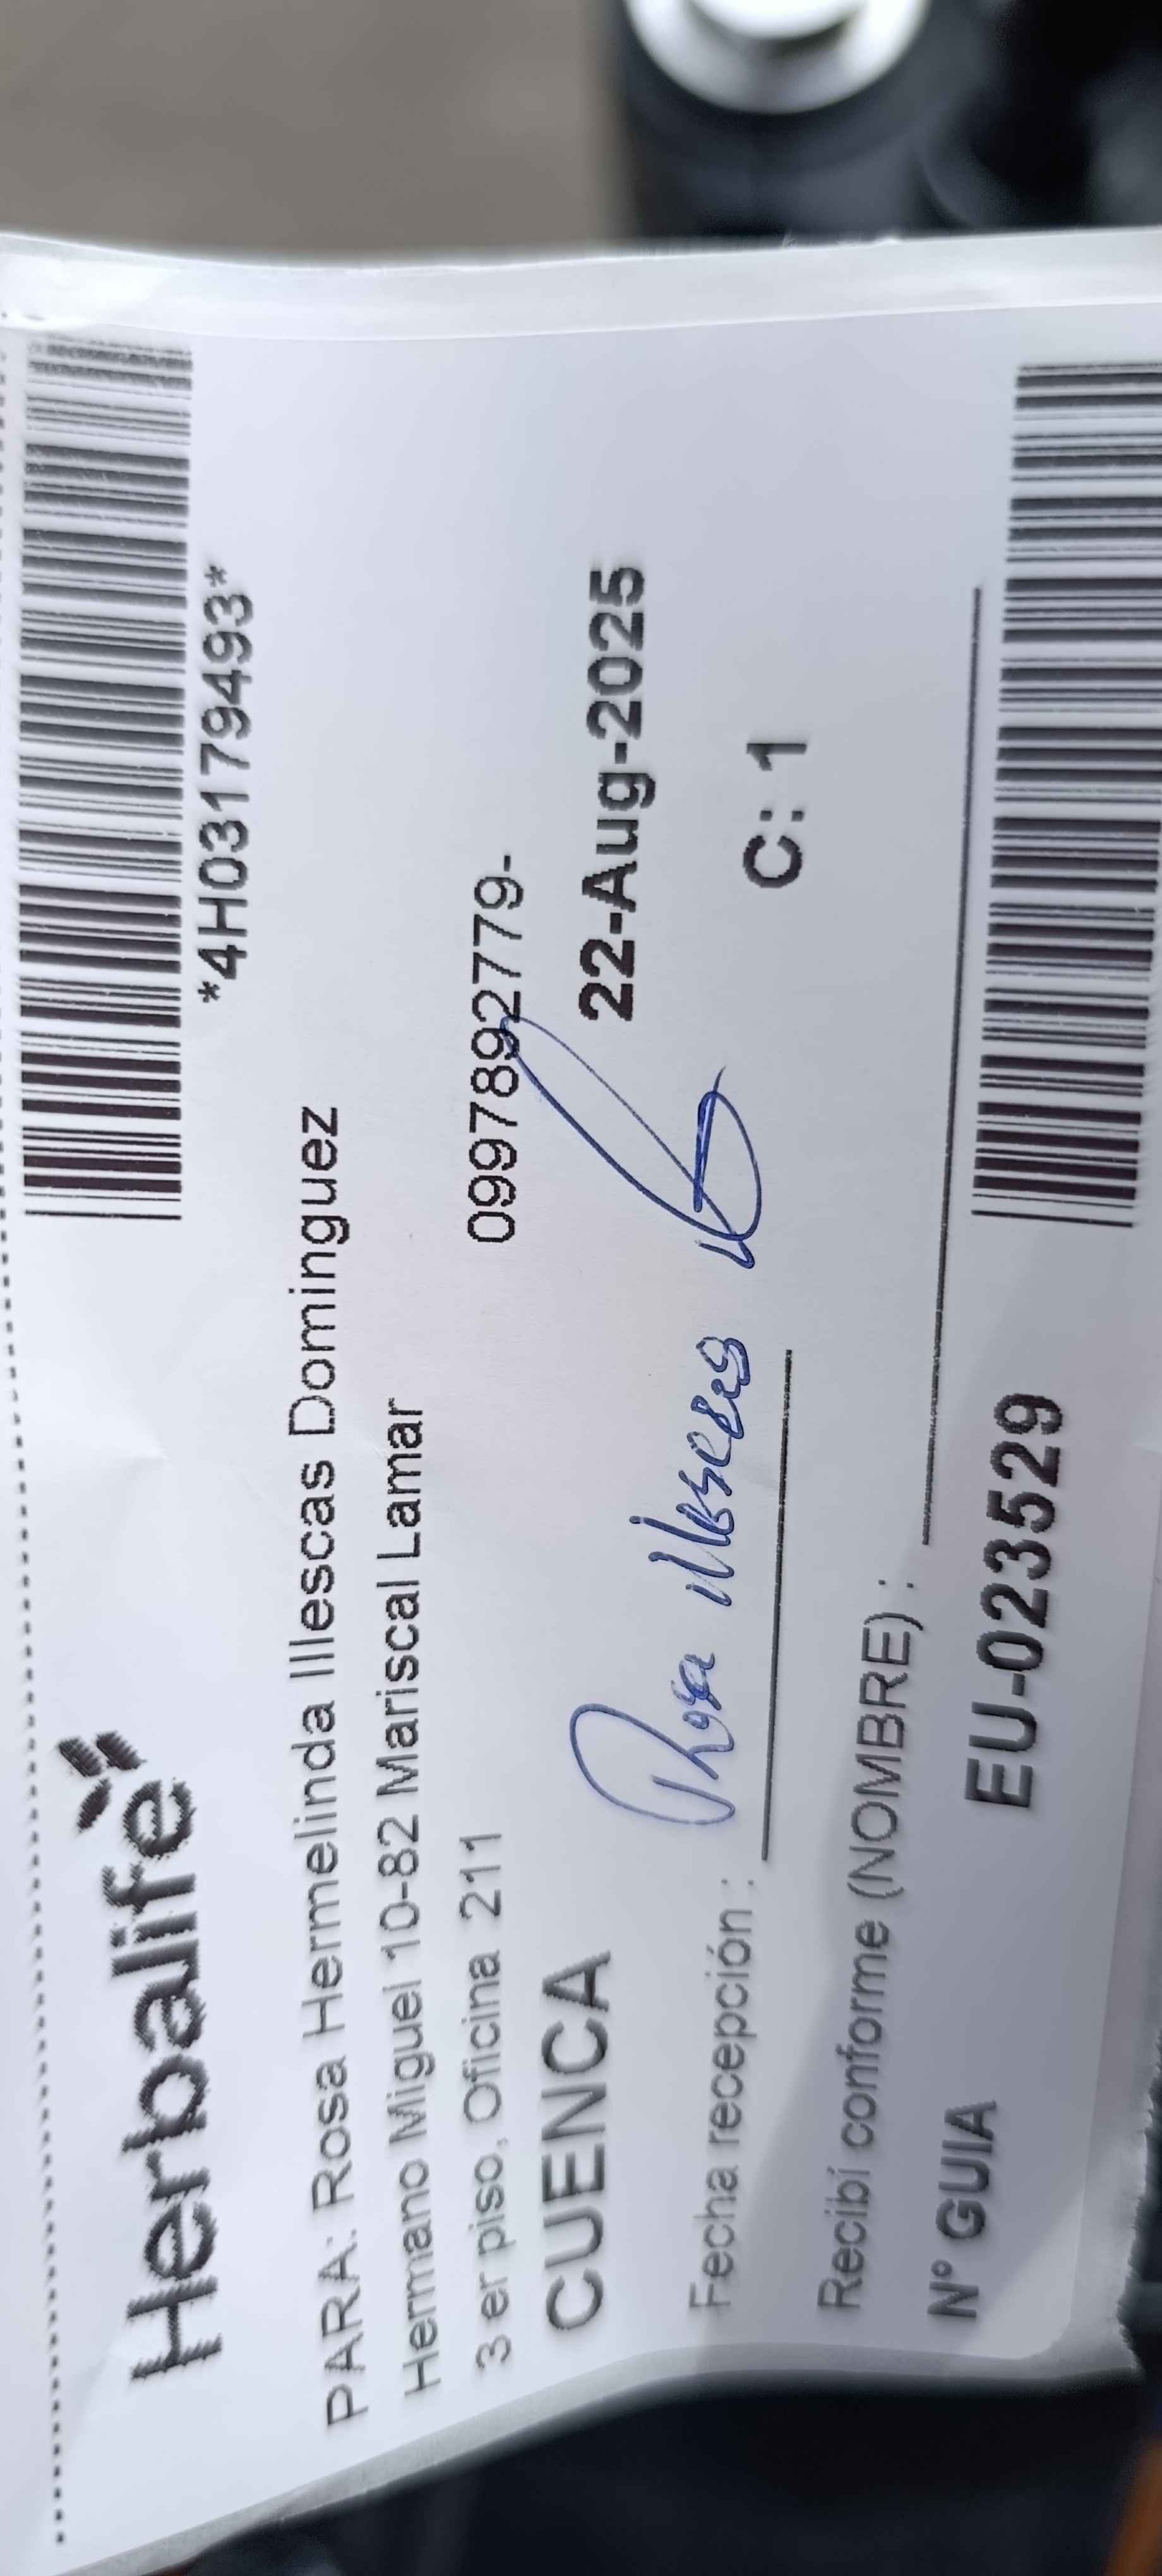 Herbalife
*4H03179493*
PARA: Rosa Hermelinda Illescas Dominguez
Hermano Miguel 10-82 Mariscal Lamar
3 er piso, Oficina 211 0997892779-
CUENCA 22-Aug-2025
Fecha recepción : Rosa Illescas
C: 1
Recibí conforme (NOMBRE) :
N° GUIA EU-023529